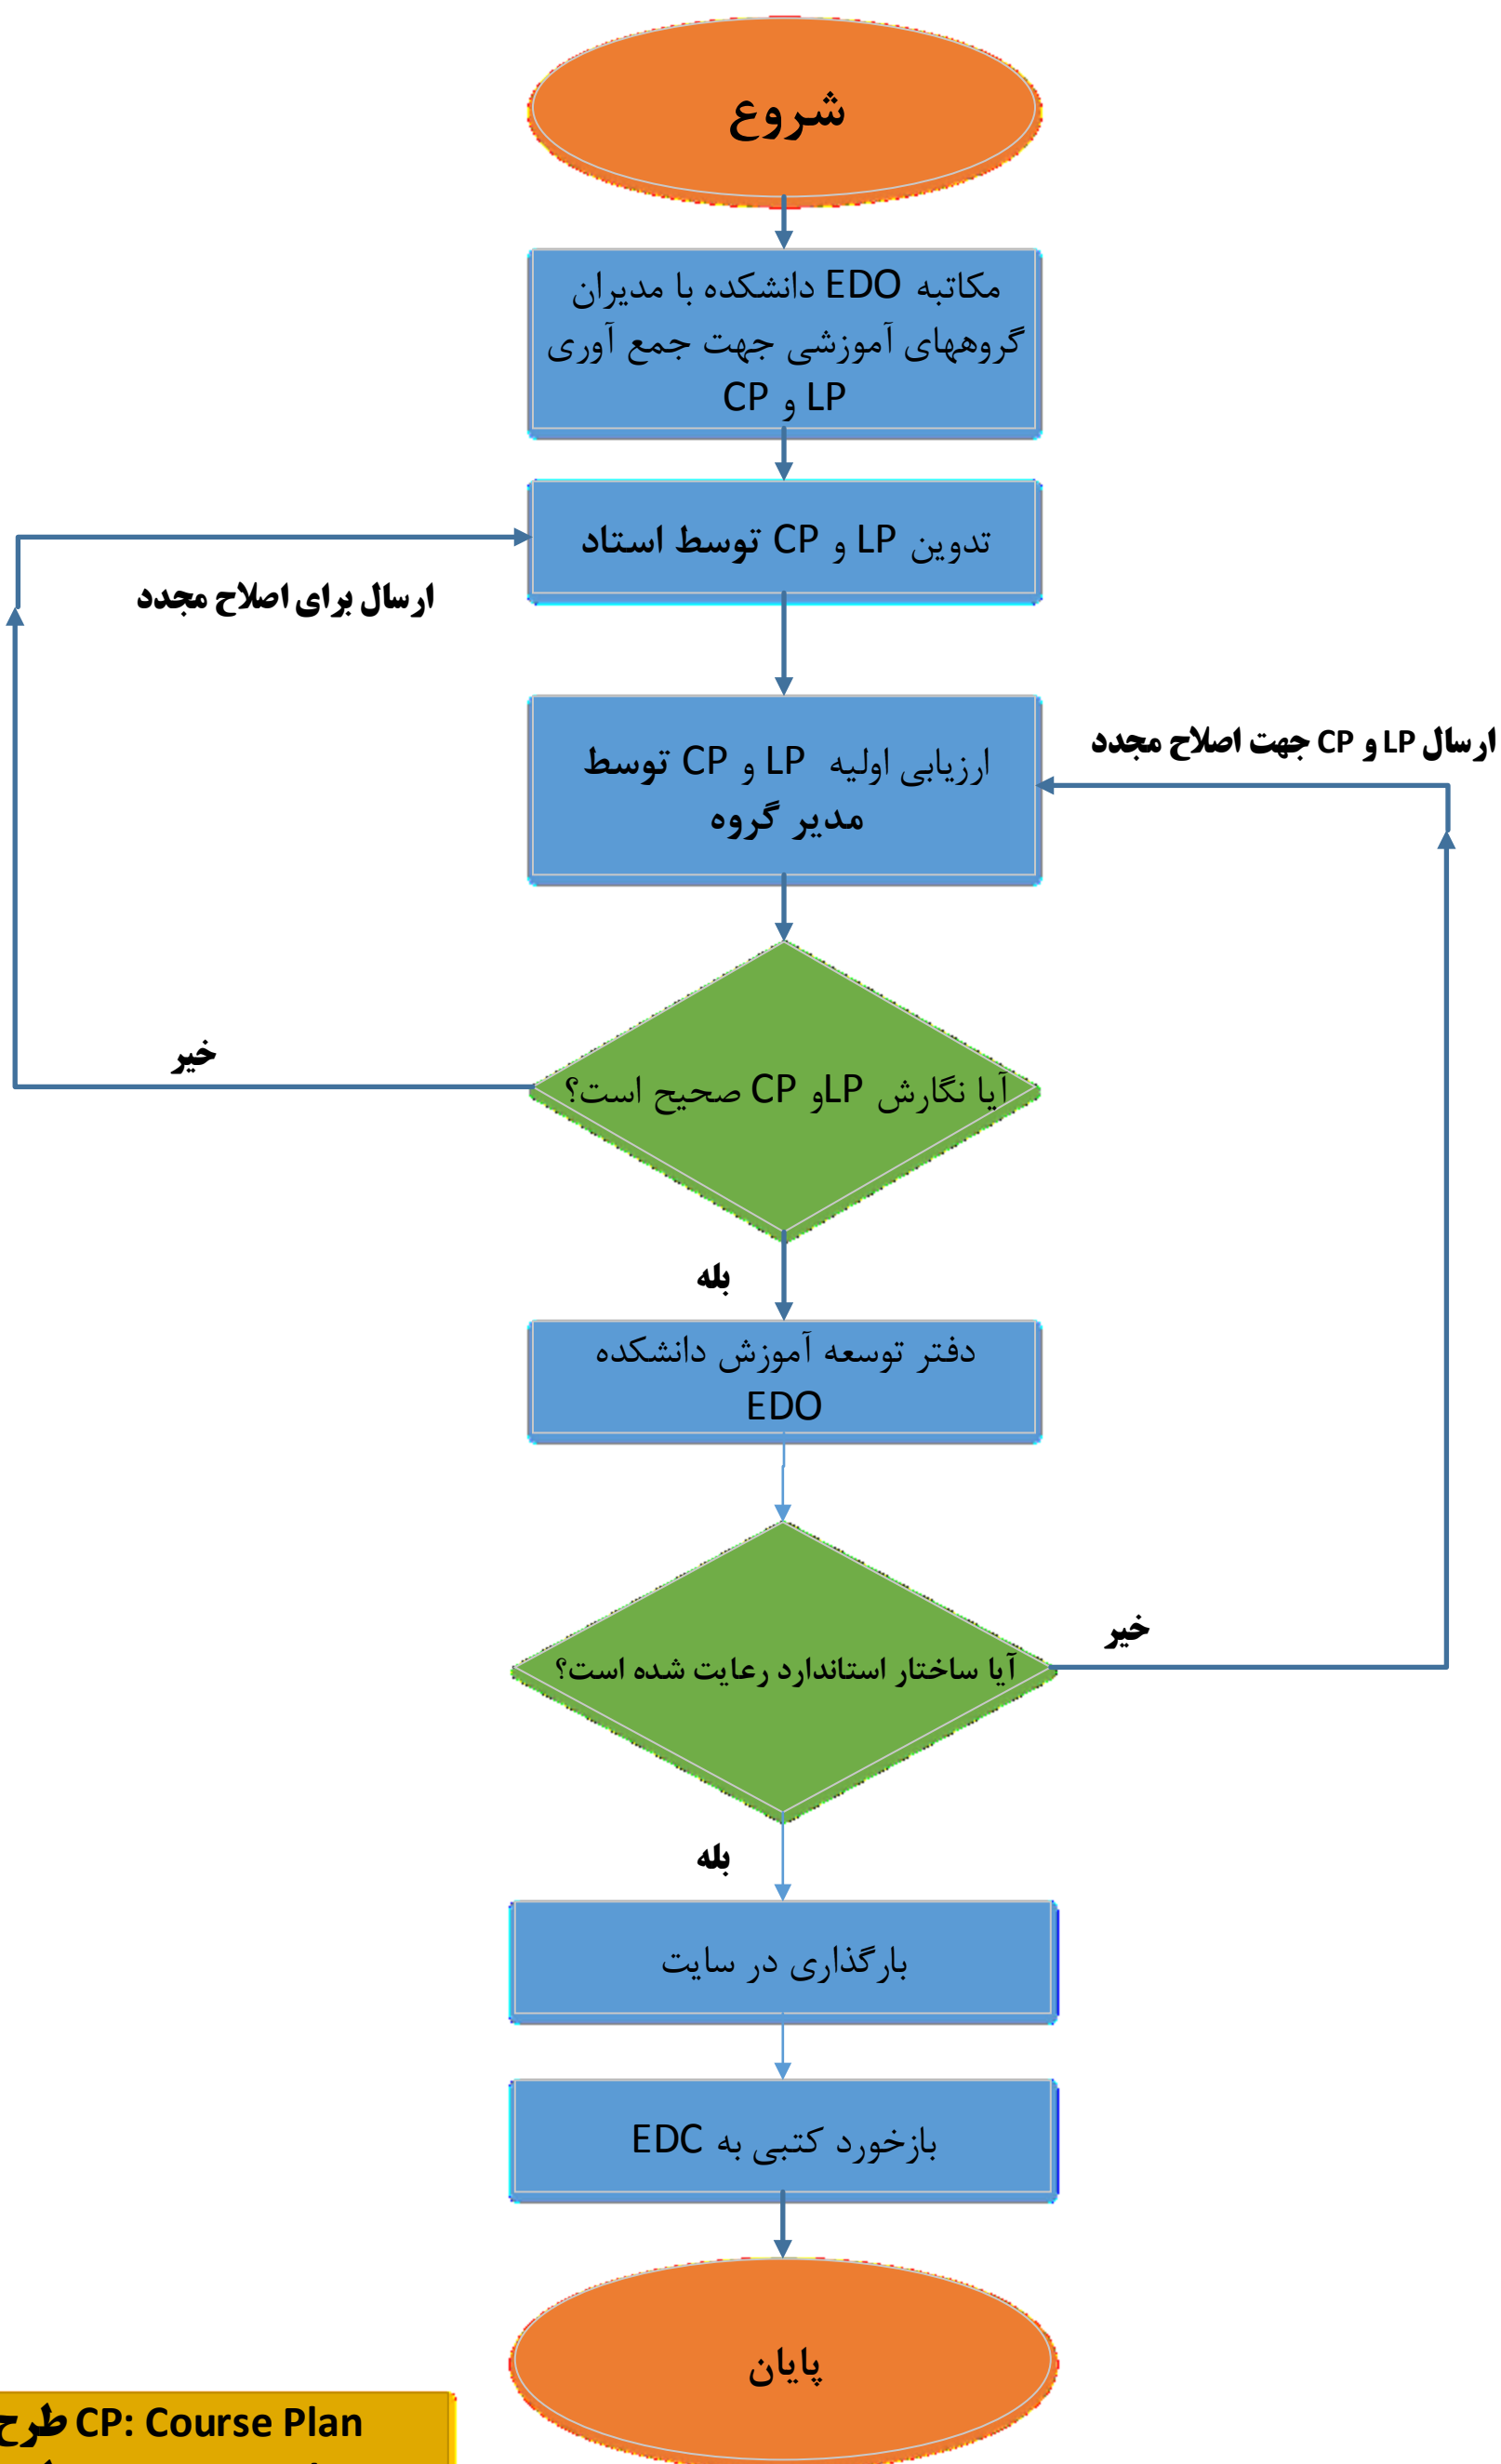 شروع
مکاتبه EDO دانشکده با مدیران
گروههای آموزشی جهت جمع آوری
LP و CP
تدوین LP و CP توسط استاد
ارسال برای اصلاح مجدد
ارسال LP و CP جهت اصلاح مجدد
ارزیابی اولیه LP و CP توسط
مدیر گروه
خیر
آیا نگارش LPو CP صحیح است؟
بله
دفتر توسعه آموزش دانشکده
EDO
خیر
آیا ساختار استاندارد رعایت شده است؟
بله
بارگذاری در سایت
بازخورد کتبی به EDC
پایان
CP: Course Plan طرح